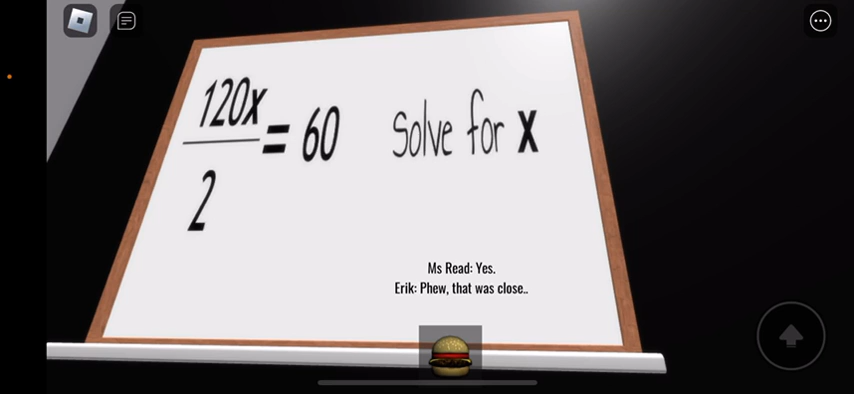 120x
2
= 60
Solve for x
Ms Read: Yes.
Erik: Phew, that was close..